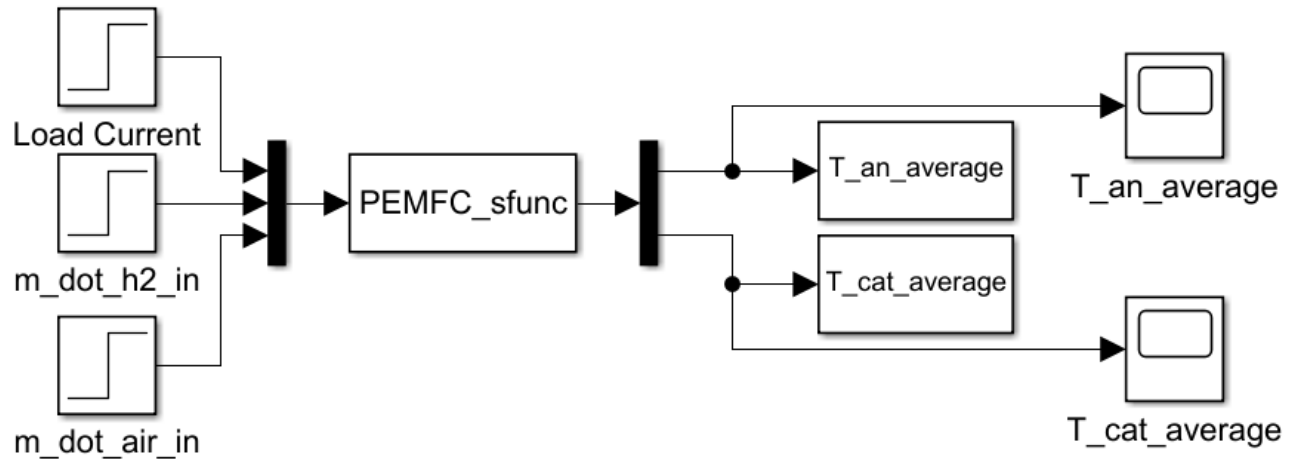 Load Current
m_dot_h2_in
m_dot_air_in
PEMFC_sfunc
T_an_average
T_cat_average
T_an_average
T_cat_average